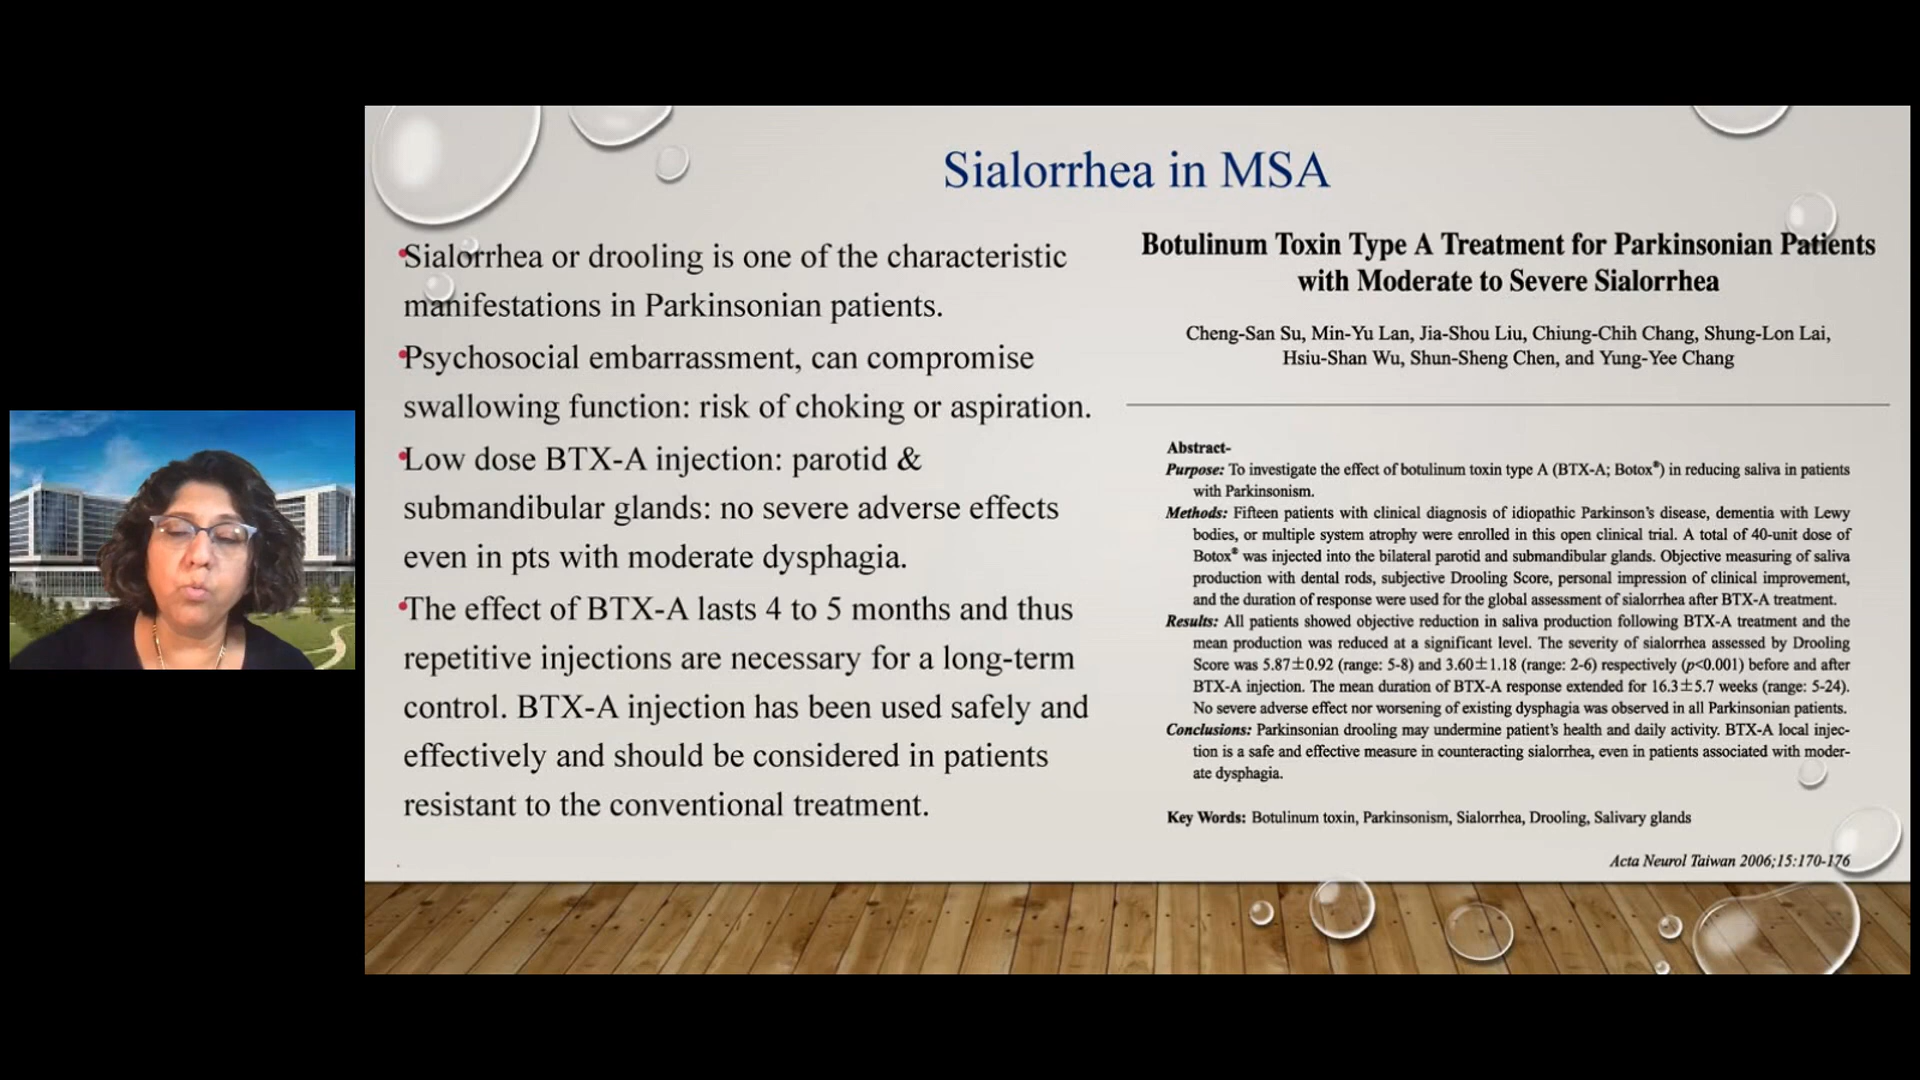 Sialorrhea in MSA
•Sialorrhea or drooling is one of the characteristic
manifestations in Parkinsonian patients.
•Psychosocial embarrassment, can compromise
swallowing function: risk of choking or aspiration.
•Low dose BTX-A injection: parotid &
submandibular glands: no severe adverse effects
even in pts with moderate dysphagia.
•The effect of BTX-A lasts 4 to 5 months and thus
repetitive injections are necessary for a long-term
control. BTX-A injection has been used safely and
effectively and should be considered in patients
resistant to the conventional treatment.
Botulinum Toxin Type A Treatment for Parkinsonian Patients
with Moderate to Severe Sialorrhea
Cheng-San Su, Min-Yu Lan, Jia-Shou Liu, Chiung-Chih Chang, Shung-Lon Lai,
Hsiu-Shan Wu, Shun-Sheng Chen, and Yung-Yee Chang
Abstract-
Purpose: To investigate the effect of botulinum toxin type A (BTX-A; Botox®) in reducing saliva in patients
with Parkinsonism.
Methods: Fifteen patients with clinical diagnosis of idiopathic Parkinson's disease, dementia with Lewy
bodies, or multiple system atrophy were enrolled in this open clinical trial. A total of 40-unit dose of
Botox® was injected into the bilateral parotid and submandibular glands. Objective measuring of saliva
production with dental rods, subjective Drooling Score, personal impression of clinical improvement,
and the duration of response were used for the global assessment of sialorrhea after BTX-A treatment.
Results: All patients showed objective reduction in saliva production following BTX-A treatment and the
mean production was reduced at a significant level. The severity of sialorrhea assessed by Drooling
Score was 5.87±0.92 (range: 5-8) and 3.60±1.18 (range: 2-6) respectively (p<0.001) before and after
BTX-A injection. The mean duration of BTX-A response extended for 16.3±5.7 weeks (range: 5-24).
No severe adverse effect nor worsening of existing dysphagia was observed in all Parkinsonian patients.
Conclusions: Parkinsonian drooling may undermine patient's health and daily activity. BTX-A local injec-
tion is a safe and effective measure in counteracting sialorrhea, even in patients associated with moder-
ate dysphagia.
Key Words: Botulinum toxin, Parkinsonism, Sialorrhea, Drooling, Salivary glands
Acta Neurol Taiwan 2006;15:170-176